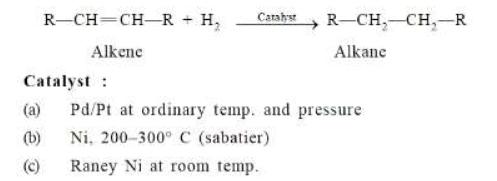 R—CH=CH—R + H₂ —Catalyst→ R—CH₂—CH₂—R
Alkene Alkane
Catalyst :
(a) Pd/Pt at ordinary temp. and pressure
(b) Ni, 200–300° C (sabatier)
(c) Raney Ni at room temp.